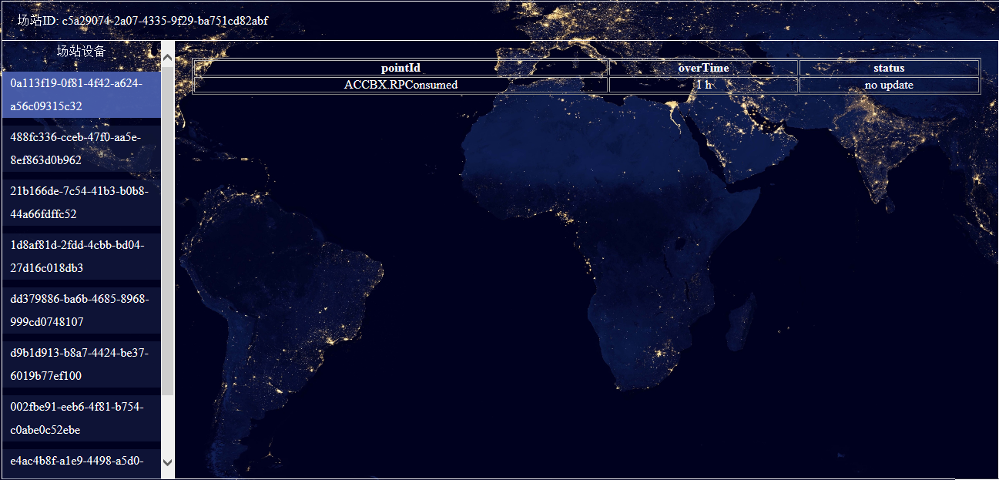 场站ID: c5a29074-2a07-4335-9f29-ba751cd82abf
场站设备
0a113f19-0f81-4f42-a624-
a56c09315c32
488fc336-cceb-47f0-aa5e-
8ef863d0b962
21b166de-7c54-41b3-b0b8-
44a66fdffc52
1d8af81d-2fdd-4cbb-bd04-
27d16c018db3
dd379886-ba6b-4685-8968-
999cd0748107
d9b1d913-b8a7-4424-be37-
6019b77ef100
002fbe91-eeb6-4f81-b754-
c0abe0c52ebe
e4ac4b8f-a1e9-4498-a5d0-
pointId overTime status
ACCBX.RPConsumed 1 h no update